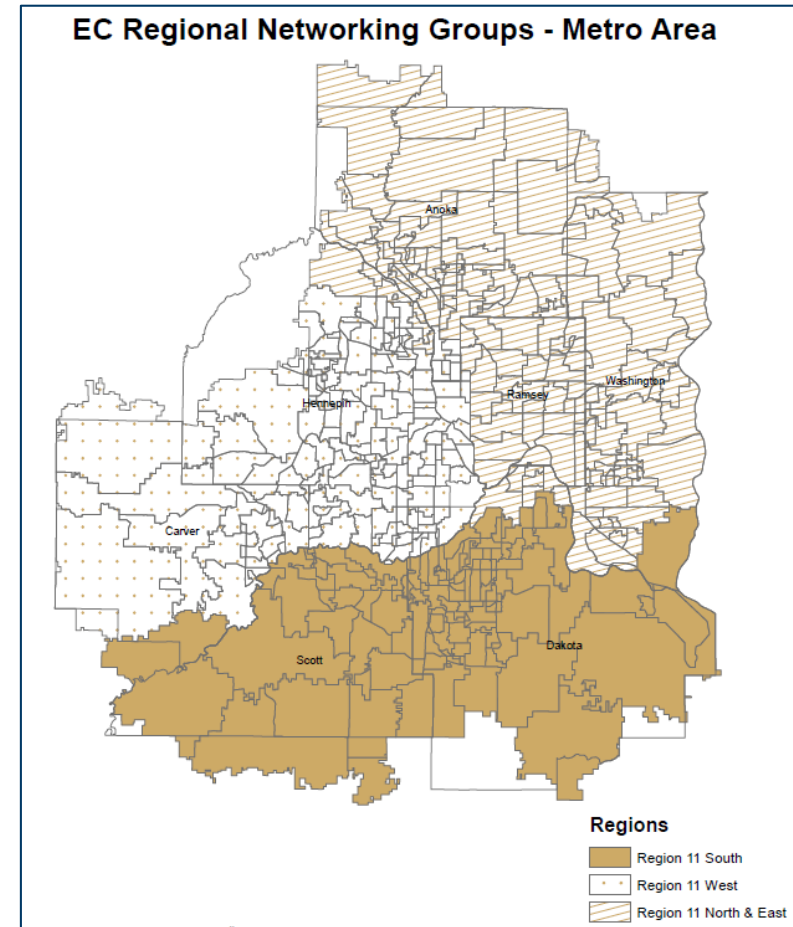 EC Regional Networking Groups - Metro Area
Anoka
Washington
Ramsey
Hennepin
Carver
Dakota
Scott
Regions
Region 11 South
Region 11 West
Region 11 North & East